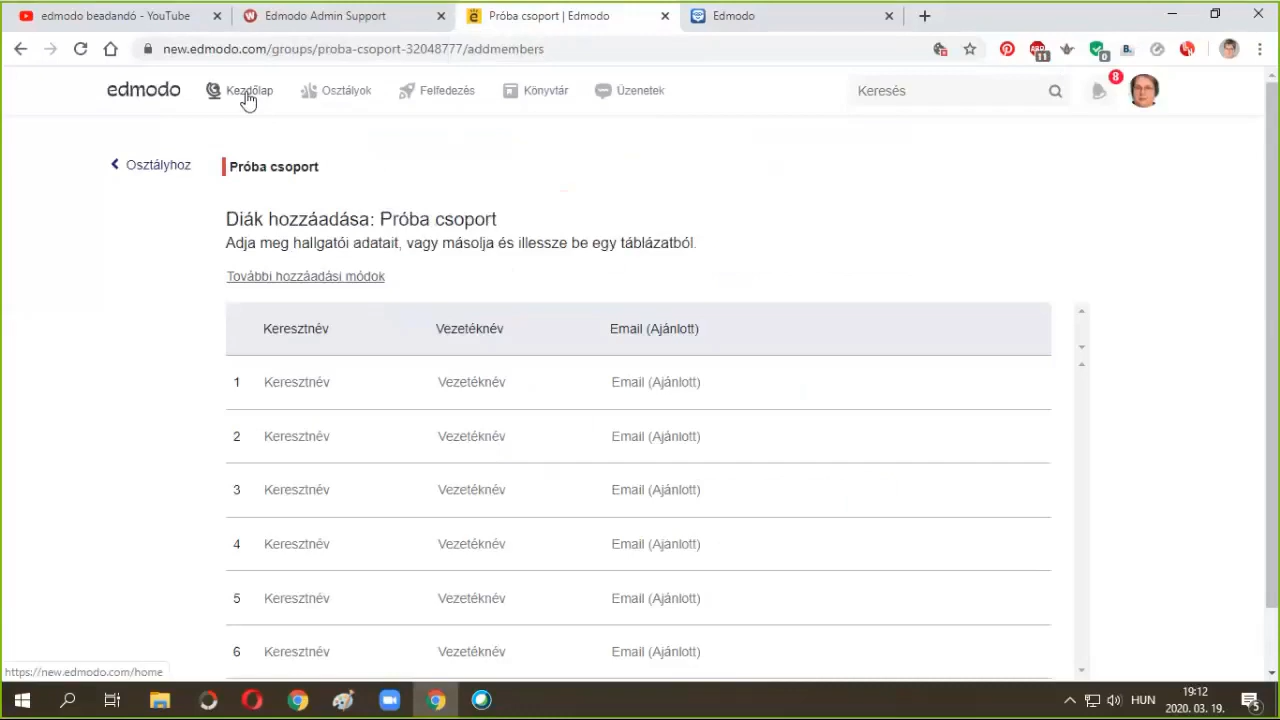 edmodo beadandó - YouTube
Edmodo Admin Support
Próba csoport | Edmodo
Edmodo
new.edmodo.com/groups/proba-csoport-32048777/addmembers
11
0
edmodo
Kezdőlap
Osztályok
Felfedezés
Könyvtár
Üzenetek
Keresés
8
Osztályhoz
Próba csoport
Diák hozzáadása: Próba csoport
Adja meg hallgatói adatait, vagy másolja és illessze be egy táblázatból.
További hozzáadási módok
Keresztnév Vezetéknév Email (Ajánlott)
1 Keresztnév Vezetéknév Email (Ajánlott)
2 Keresztnév Vezetéknév Email (Ajánlott)
3 Keresztnév Vezetéknév Email (Ajánlott)
4 Keresztnév Vezetéknév Email (Ajánlott)
5 Keresztnév Vezetéknév Email (Ajánlott)
6 Keresztnév Vezetéknév Email (Ajánlott)
https://new.edmodo.com/home
HUN
19:12
2020. 03. 19.
5